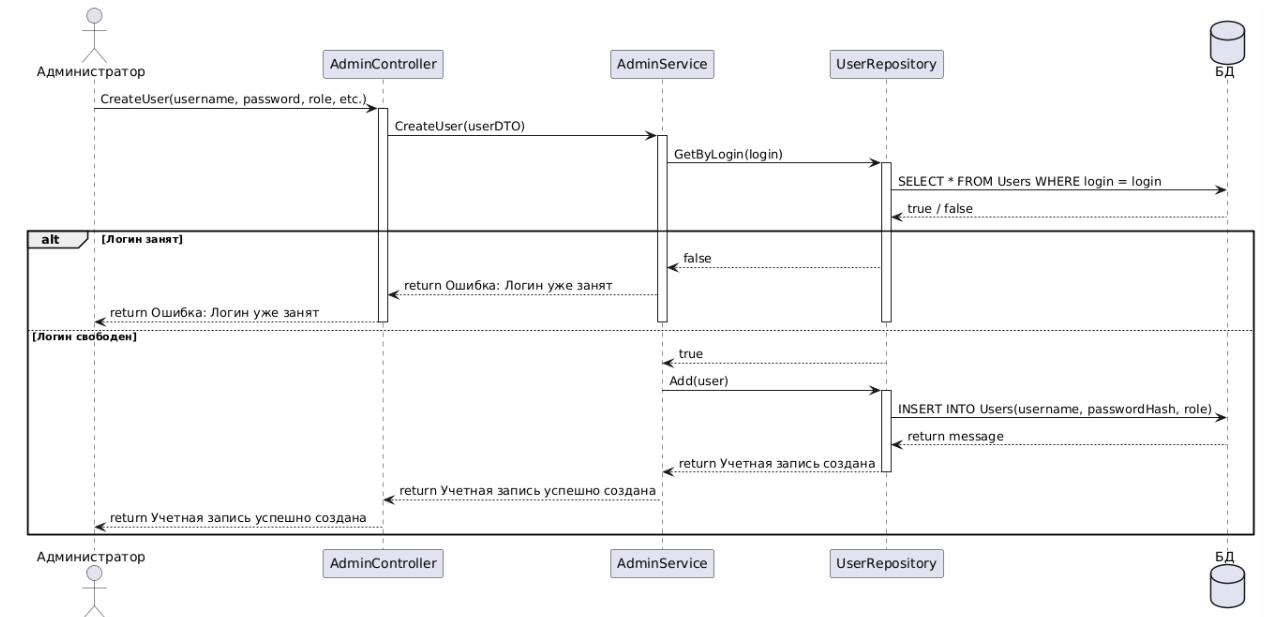 Администратор
AdminController
AdminService
UserRepository
БД
CreateUser(username, password, role, etc.)
CreateUser(userDTO)
GetByLogin(login)
SELECT * FROM Users WHERE login = login
true / false
alt
[Логин занят]
false
return Ошибка: Логин уже занят
return Ошибка: Логин уже занят
[Логин свободен]
true
Add(user)
INSERT INTO Users(username, passwordHash, role)
return message
return Учетная запись создана
return Учетная запись успешно создана
return Учетная запись успешно создана
Администратор
AdminController
AdminService
UserRepository
БД